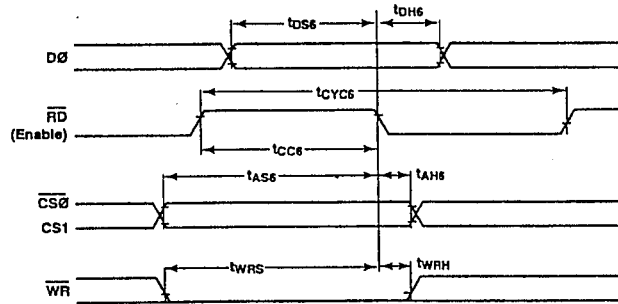 tDS6
tDH6
DØ
tCYC6
RD
(Enable)
tCC6
tAS6
tAH6
CSØ
CS1
tWRS
tWRH
WR